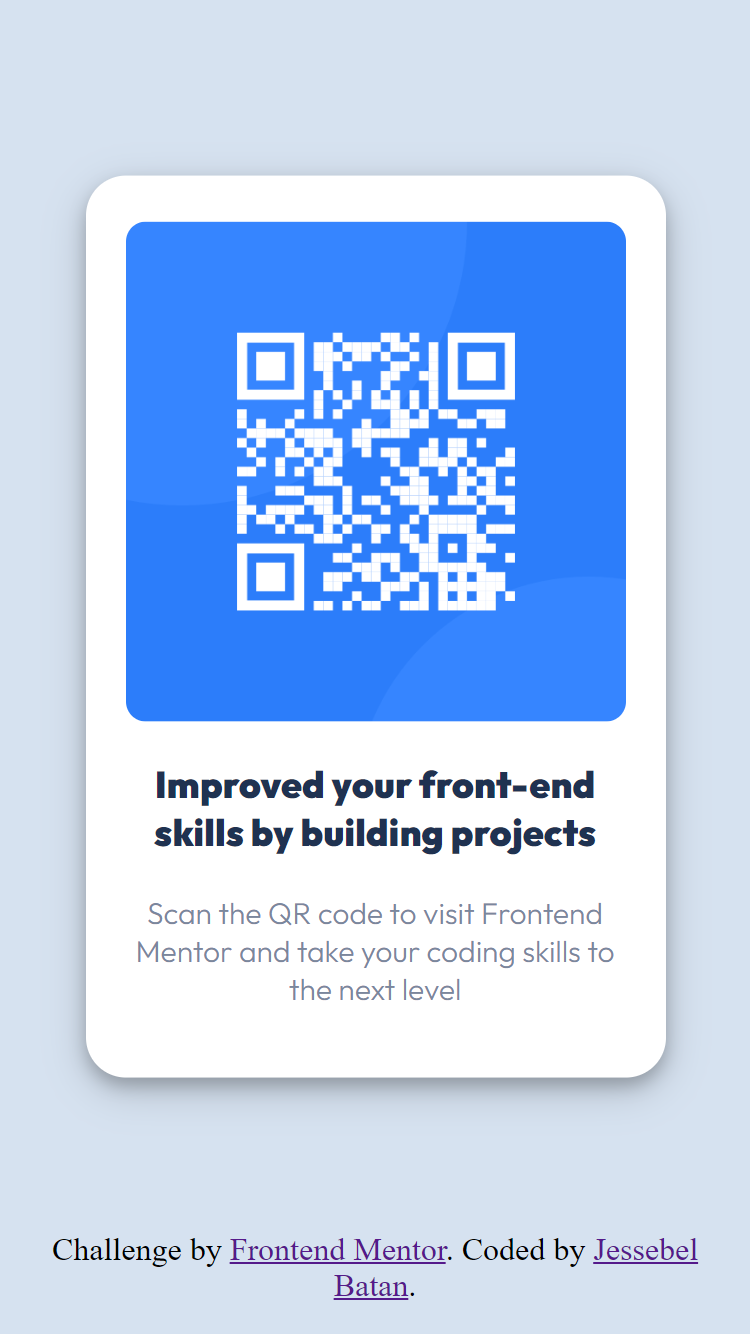 Improved your front-end
skills by building projects
Scan the QR code to visit Frontend
Mentor and take your coding skills to
the next level
Challenge by Frontend Mentor. Coded by Jessebel
Batan.